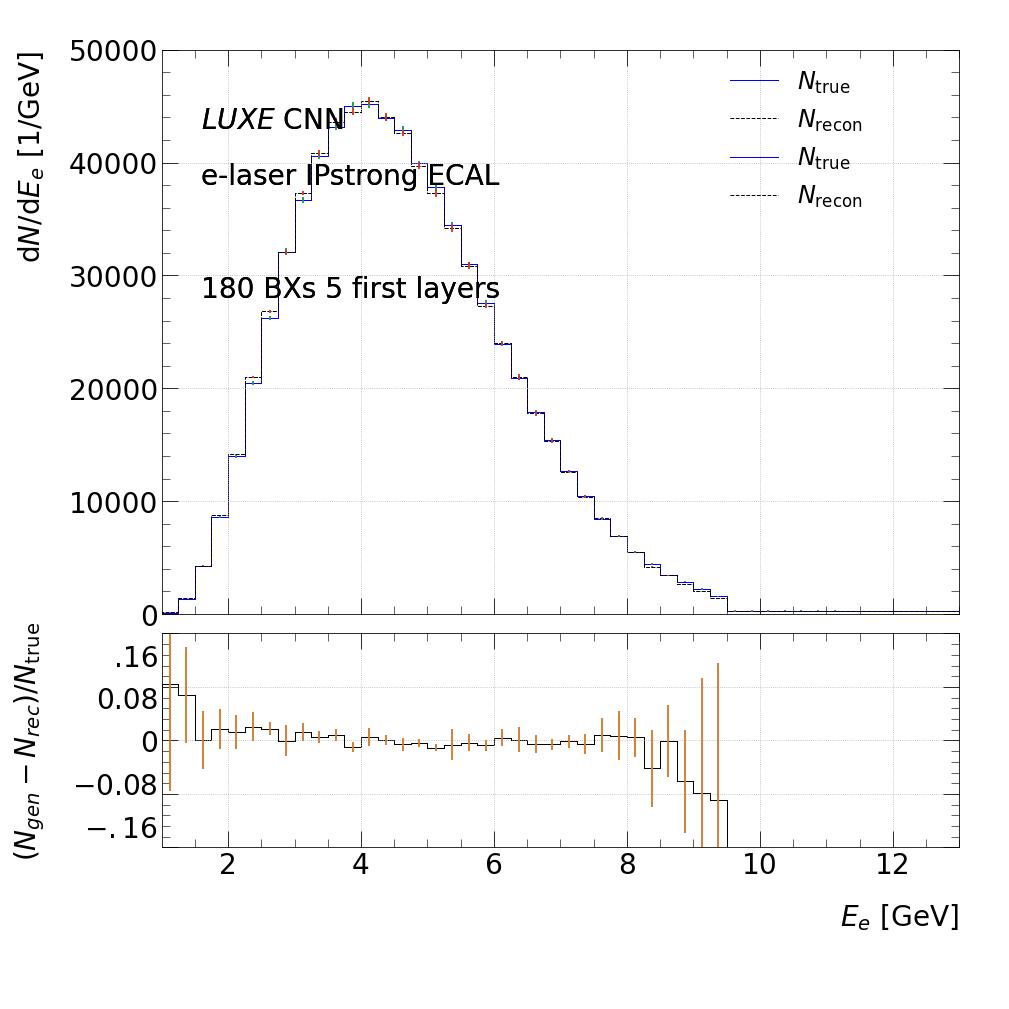 50000
40000
30000
20000
10000
0
dN/dE_e [1/GeV]
LUXE CNN
e-laser IPstrong ECAL
180 BXs 5 first layers
N_true
N_recon
N_true
N_recon
.16
0.08
0
−0.08
−.16
(N_gen − N_rec)/N_true
2 4 6 8 10 12
E_e [GeV]